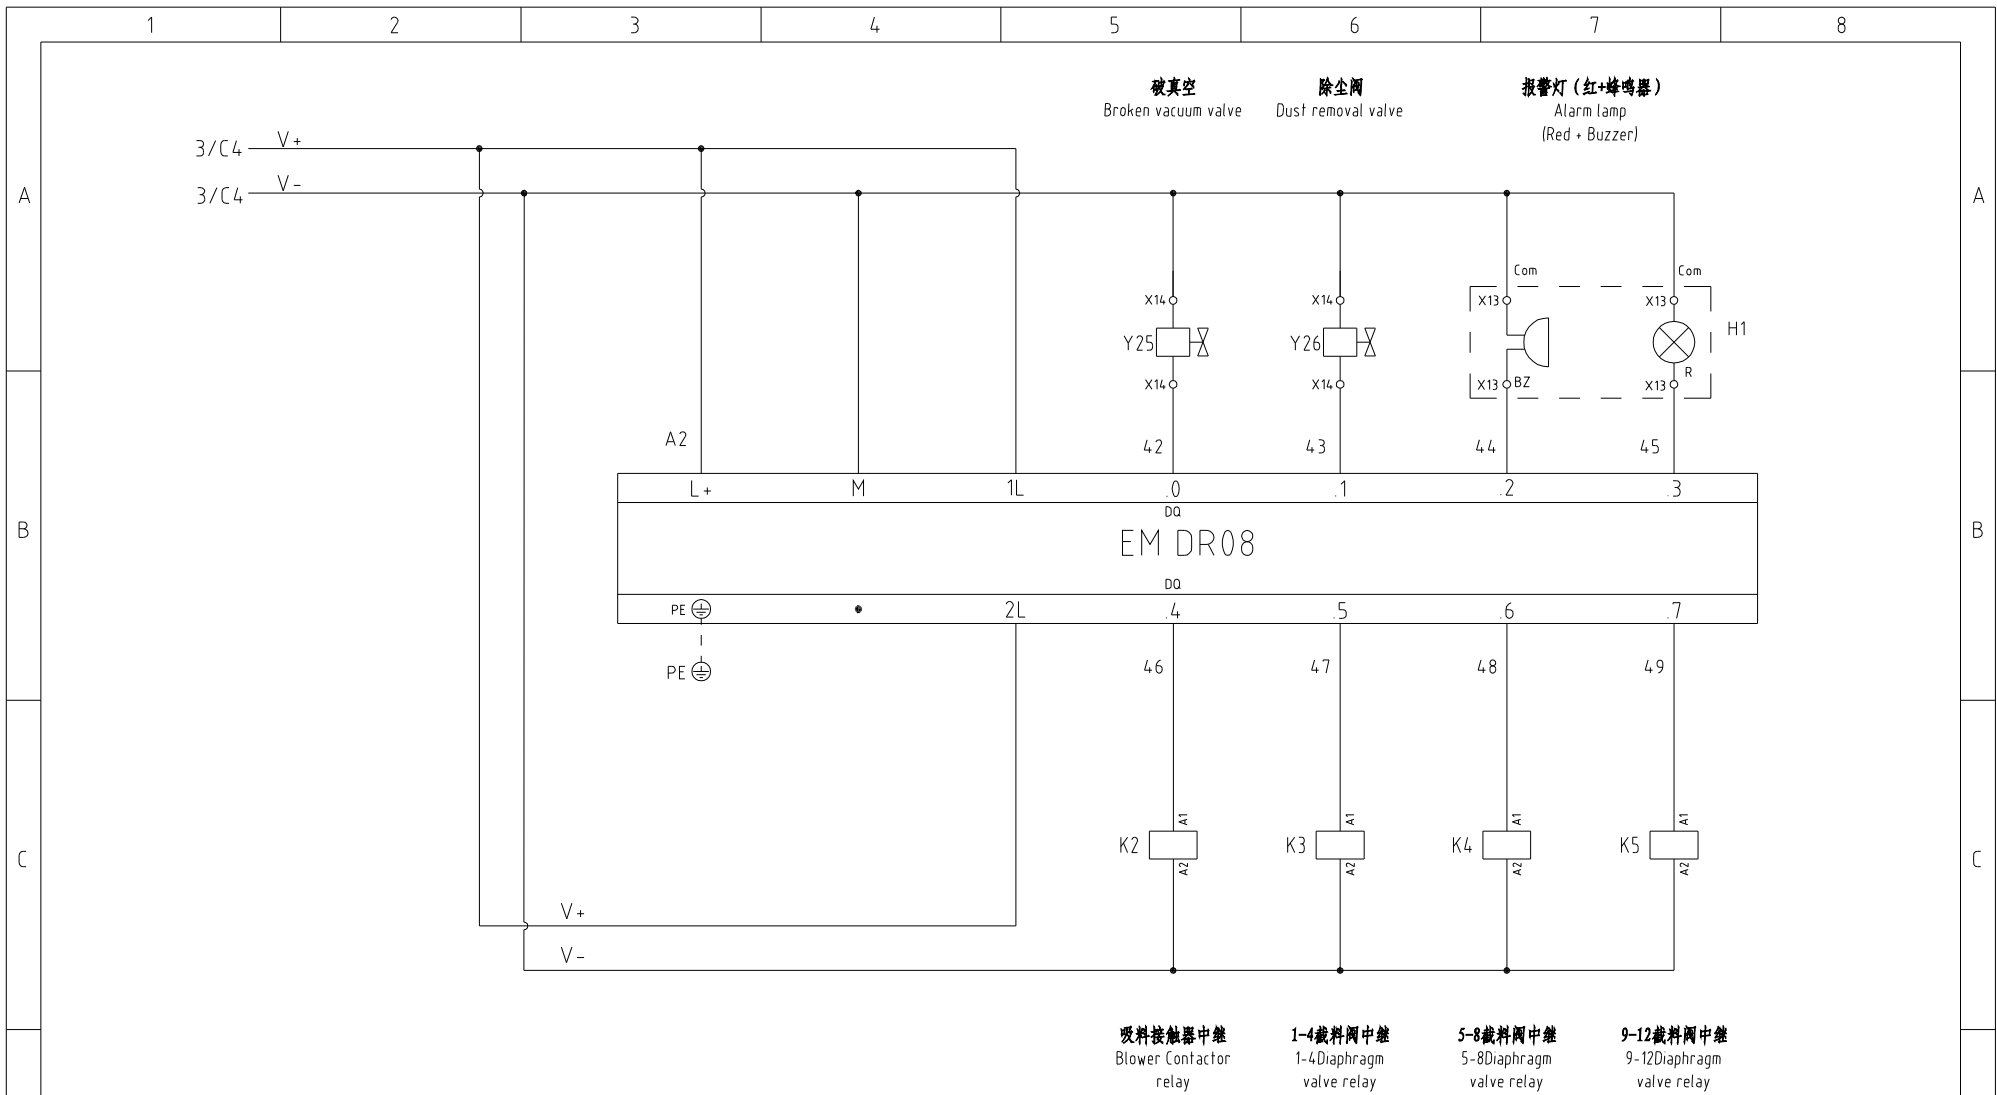 1 2 3 4 5 6 7 8
破真空 除尘阀 报警灯（红+蜂鸣器）
Broken vacuum valve Dust removal valve Alarm lamp
(Red + Buzzer)
3/C4 V+
3/C4 V-
A A
Com Com
X14 X14 X13 X13
Y25 Y26 H1
R
X14 X14 X13 BZ X13
A2 42 43 44 45
L+ M 1L .0 .1 .2 .3
DQ
B EM DR08 B
DQ
PE 2L .4 .5 .6 .7
PE 46 47 48 49
A1 A1 A1 A1
K2 K3 K4 K5
C C
A2 A2 A2 A2
V+
V-
吸料接触器中继 1-4截料阀中继 5-8截料阀中继 9-12截料阀中继
Blower Contactor 1-4Diaphragm 5-8Diaphragm 9-12Diaphragm
relay valve relay valve relay valve relay